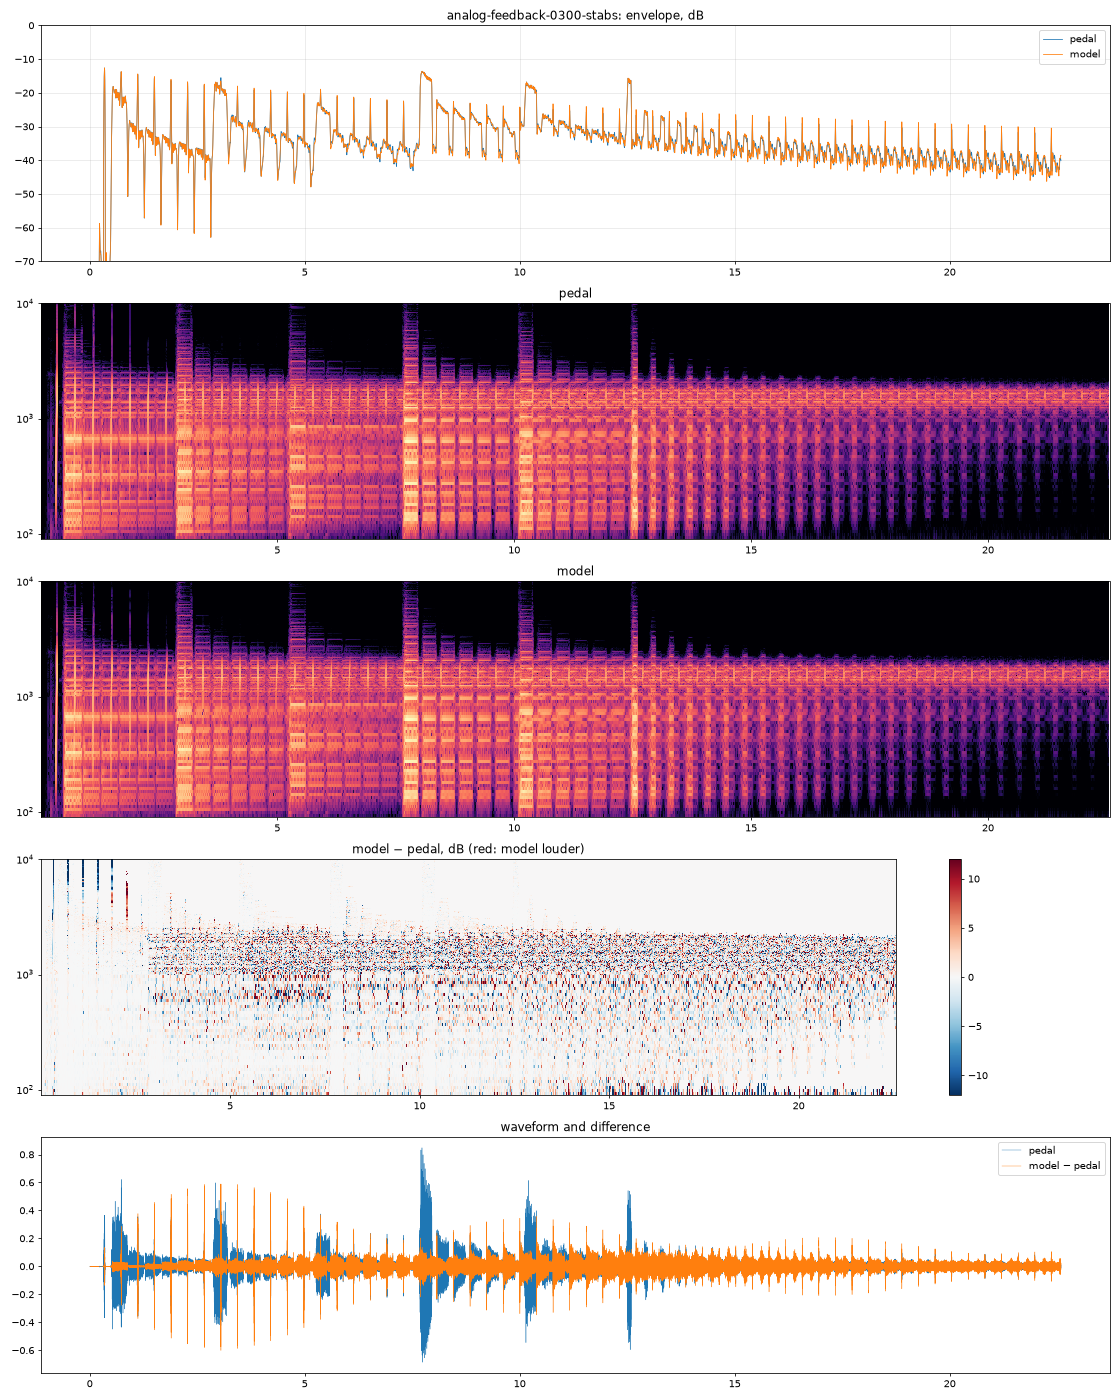 analog-feedback-0300-stabs: envelope, dB
0
−10
−20
−30
−40
−50
−60
−70
pedal
model
0 5 10 15 20
pedal
10⁴
10³
10²
5 10 15 20
model
10⁴
10³
10²
5 10 15 20
model − pedal, dB (red: model louder)
10⁴
10³
10²
5 10 15 20
10
5
0
−5
−10
waveform and difference
0.8
0.6
0.4
0.2
0.0
−0.2
−0.4
−0.6
pedal
model − pedal
0 5 10 15 20